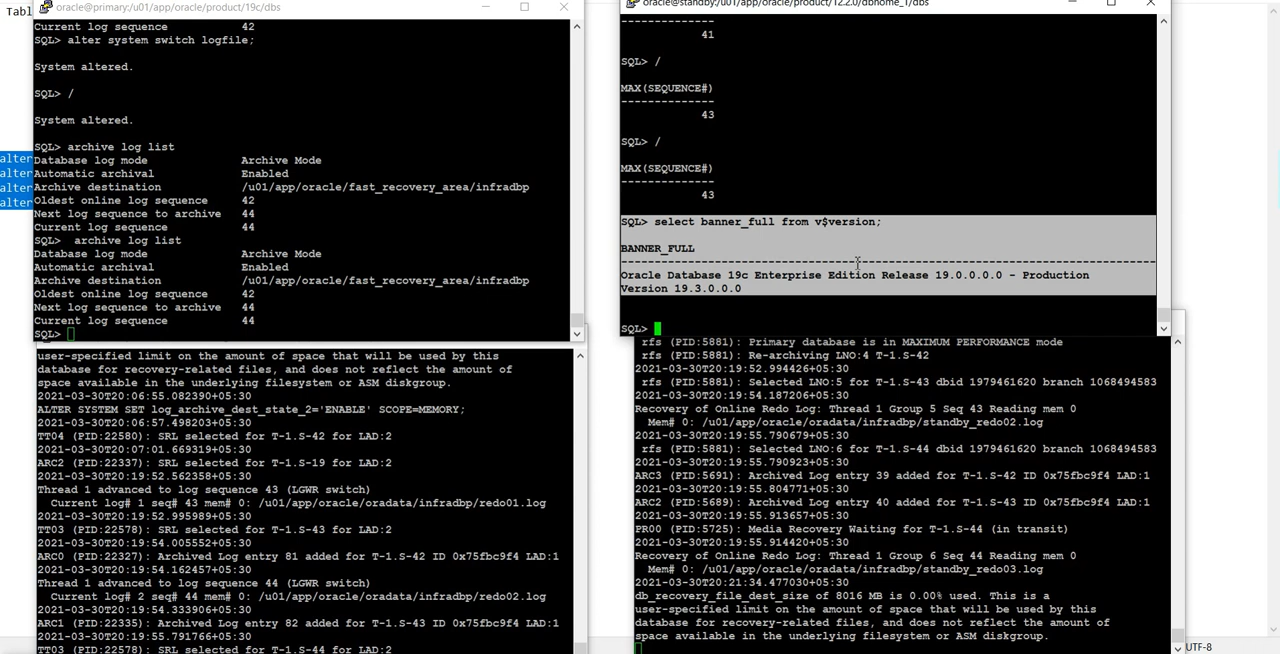 Tabl
alter
alter
alter
alter
oracle@primary:/u01/app/oracle/product/19c/dbs
Current log sequence 42
SQL> alter system switch logfile;
System altered.
SQL> /
System altered.
SQL> archive log list
Database log mode Archive Mode
Automatic archival Enabled
Archive destination /u01/app/oracle/fast_recovery_area/infradbp
Oldest online log sequence 42
Next log sequence to archive 44
Current log sequence 44
SQL> archive log list
Database log mode Archive Mode
Automatic archival Enabled
Archive destination /u01/app/oracle/fast_recovery_area/infradbp
Oldest online log sequence 42
Next log sequence to archive 44
Current log sequence 44
SQL>
oracle@standby:/u01/app/oracle/product/12.2.0/dbhome_1/dbs
--------------
41
SQL> /
MAX(SEQUENCE#)
--------------
43
SQL> /
MAX(SEQUENCE#)
--------------
43
SQL> select banner_full from v$version;
BANNER_FULL
--------------------------------------------------------------------------------
Oracle Database 19c Enterprise Edition Release 19.0.0.0.0 - Production
Version 19.3.0.0.0
SQL>
user-specified limit on the amount of space that will be used by this
database for recovery-related files, and does not reflect the amount of
space available in the underlying filesystem or ASM diskgroup.
2021-03-30T20:06:55.082390+05:30
ALTER SYSTEM SET log_archive_dest_state_2='ENABLE' SCOPE=MEMORY;
2021-03-30T20:06:57.498203+05:30
TT04 (PID:22580): SRL selected for T-1.S-42 for LAD:2
2021-03-30T20:07:01.669319+05:30
ARC2 (PID:22337): SRL selected for T-1.S-19 for LAD:2
2021-03-30T20:19:52.562358+05:30
Thread 1 advanced to log sequence 43 (LGWR switch)
Current log# 1 seq# 43 mem# 0: /u01/app/oracle/oradata/infradbp/redo01.log
2021-03-30T20:19:52.995989+05:30
TT03 (PID:22578): SRL selected for T-1.S-43 for LAD:2
2021-03-30T20:19:54.005552+05:30
ARC0 (PID:22327): Archived Log entry 81 added for T-1.S-42 ID 0x75fbc9f4 LAD:1
2021-03-30T20:19:54.162457+05:30
Thread 1 advanced to log sequence 44 (LGWR switch)
Current log# 2 seq# 44 mem# 0: /u01/app/oracle/oradata/infradbp/redo02.log
2021-03-30T20:19:54.333906+05:30
ARC1 (PID:22335): Archived Log entry 82 added for T-1.S-43 ID 0x75fbc9f4 LAD:1
2021-03-30T20:19:55.791766+05:30
TT03 (PID:22578): SRL selected for T-1.S-44 for LAD:2
rfs (PID:5881): Primary database is in MAXIMUM PERFORMANCE mode
rfs (PID:5881): Re-archiving LNO:4 T-1.S-42
2021-03-30T20:19:52.994426+05:30
rfs (PID:5881): Selected LNO:5 for T-1.S-43 dbid 1979461620 branch 1068494583
2021-03-30T20:19:54.187206+05:30
Recovery of Online Redo Log: Thread 1 Group 5 Seq 43 Reading mem 0
Mem# 0: /u01/app/oracle/oradata/infradbp/standby_redo02.log
2021-03-30T20:19:55.790679+05:30
rfs (PID:5881): Selected LNO:6 for T-1.S-44 dbid 1979461620 branch 1068494583
2021-03-30T20:19:55.790923+05:30
ARC3 (PID:5691): Archived Log entry 39 added for T-1.S-42 ID 0x75fbc9f4 LAD:1
2021-03-30T20:19:55.804771+05:30
ARC2 (PID:5689): Archived Log entry 40 added for T-1.S-43 ID 0x75fbc9f4 LAD:1
2021-03-30T20:19:55.913657+05:30
PR00 (PID:5725): Media Recovery Waiting for T-1.S-44 (in transit)
2021-03-30T20:19:55.914420+05:30
Recovery of Online Redo Log: Thread 1 Group 6 Seq 44 Reading mem 0
Mem# 0: /u01/app/oracle/oradata/infradbp/standby_redo03.log
2021-03-30T20:21:34.477030+05:30
db_recovery_file_dest_size of 8016 MB is 0.00% used. This is a
user-specified limit on the amount of space that will be used by this
database for recovery-related files, and does not reflect the amount of
space available in the underlying filesystem or ASM diskgroup.
UTF-8